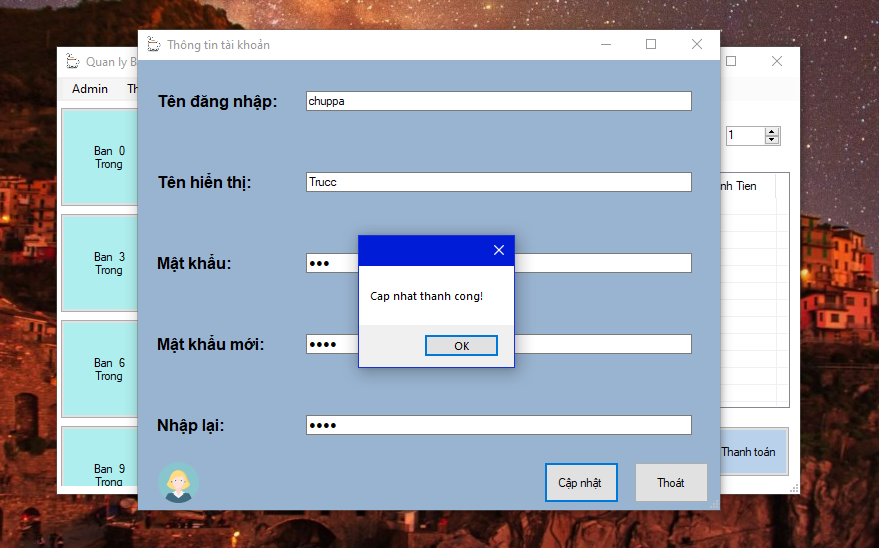 Thông tin tài khoản
Quan ly B
Admin
Th
Tên đăng nhập:
chuppa
1
Ban 0
Trong
Tên hiển thị:
Trucc
nh Tien
Ban 3
Trong
Mật khẩu:
Cap nhat thanh cong!
OK
Mật khẩu mới:
Ban 6
Trong
Nhập lại:
Ban 9
Trong
Cập nhật
Thoát
Thanh toán